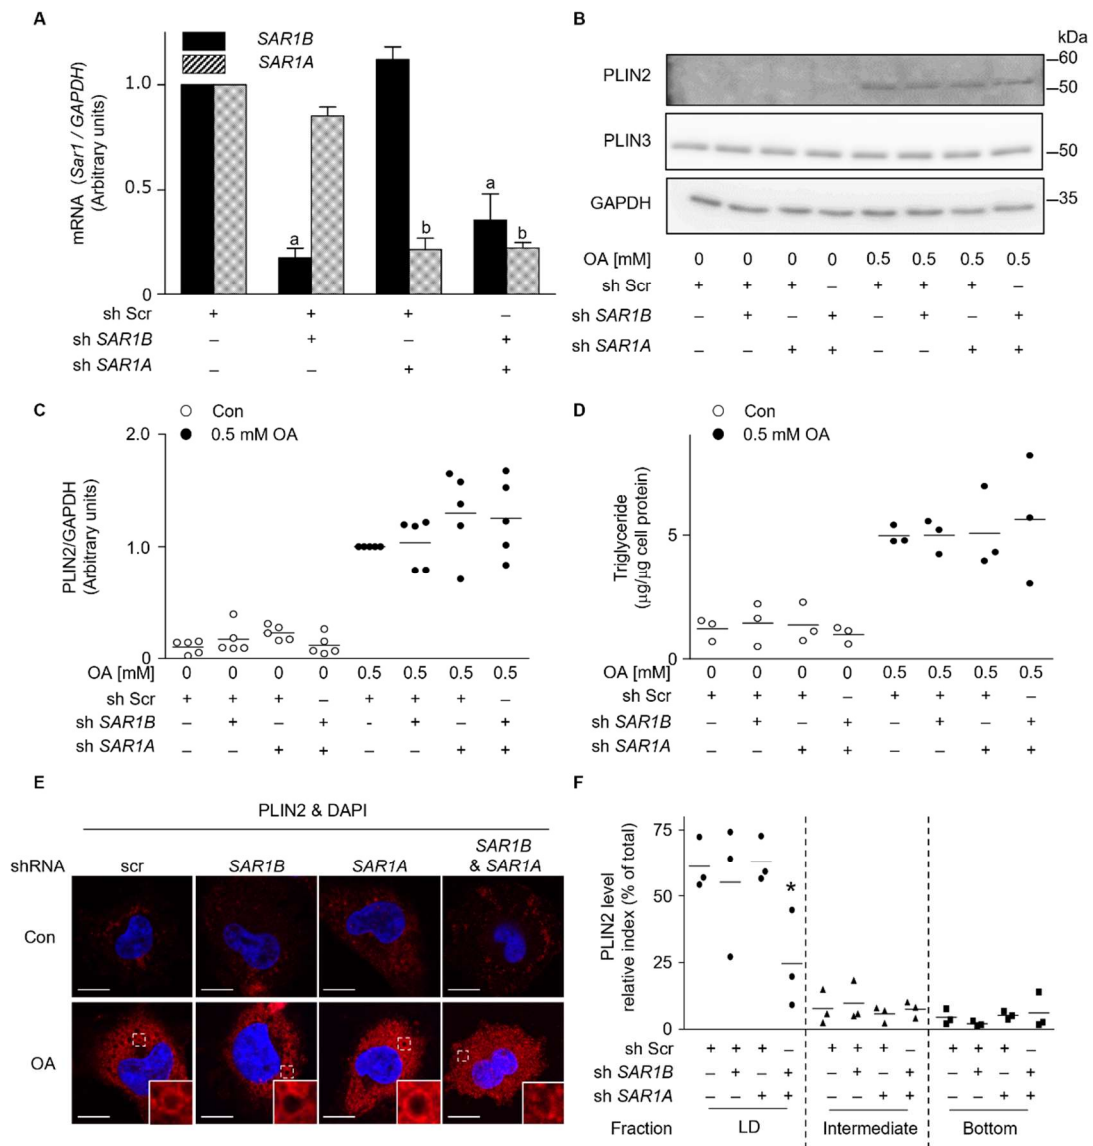 A
SAR1B
SAR1A
mRNA (Sar1 / GAPDH)
(Arbitrary units)
1.0
0.5
0
a
b
a
b
sh Scr + + + –
sh SAR1B – + – +
sh SAR1A – – + +
B
kDa
PLIN2
60
50
PLIN3
50
GAPDH
35
OA [mM] 0 0 0 0 0.5 0.5 0.5 0.5
sh Scr + + + – + + + –
sh SAR1B – + – + – + – +
sh SAR1A – – + + – – + +
C
Con
0.5 mM OA
PLIN2/GAPDH
(Arbitrary units)
2.0
1.0
0
OA [mM] 0 0 0 0 0.5 0.5 0.5 0.5
sh Scr + + + – + + + –
sh SAR1B – + – + - + – +
sh SAR1A – – + + – – + +
D
Con
0.5 mM OA
Triglyceride
(µg/µg cell protein)
5
0
OA [mM] 0 0 0 0 0.5 0.5 0.5 0.5
sh Scr + + + – + + + –
sh SAR1B – + – + – + – +
sh SAR1A – – + + – – + +
E
PLIN2 & DAPI
shRNA scr SAR1B SAR1A SAR1B
& SAR1A
Con
OA
F
PLIN2 level
relative index (% of total)
75
50
25
0
*
sh Scr + + + – + + + – + + + –
sh SAR1B – + – + – + – + – + – +
sh SAR1A – – + + – – + + – – + +
Fraction LD Intermediate Bottom